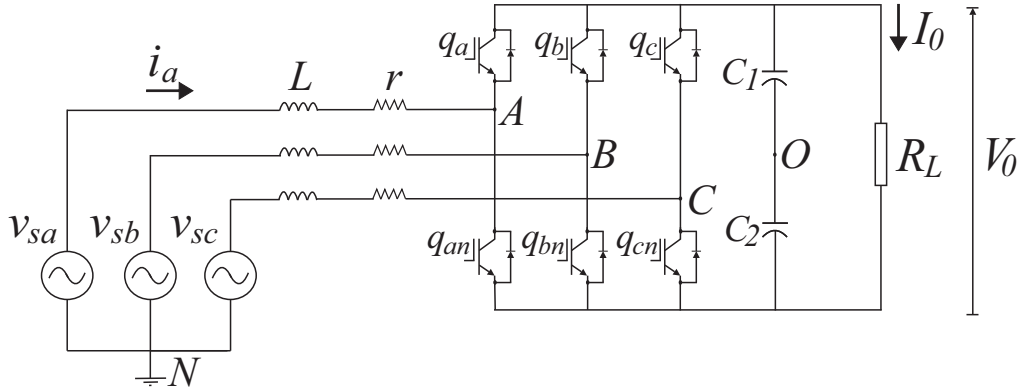 q_a
q_b
q_c
I_0
i_a
L
r
C_1
A
B
O
R_L
V_0
C
v_sa
v_sb
v_sc
q_an
q_bn
q_cn
C_2
N